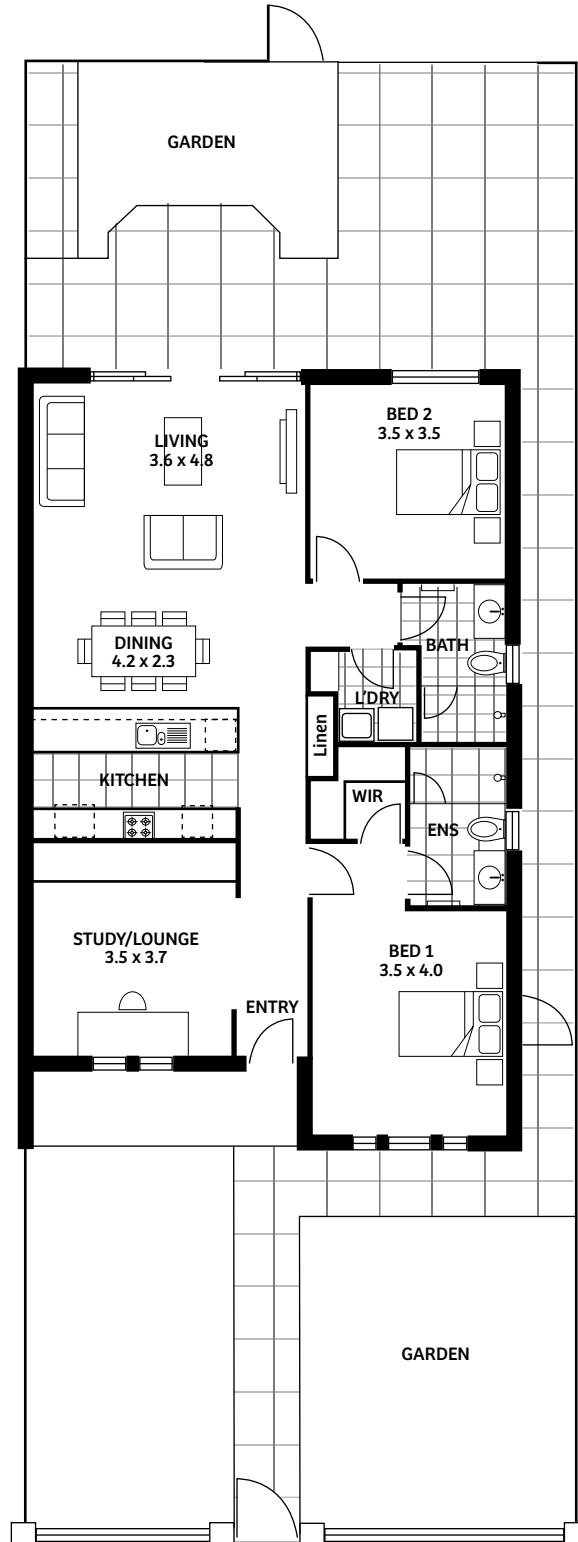 GARDEN
LIVING
3.6 x 4.8
BED 2
3.5 x 3.5
DINING
4.2 x 2.3
BATH
L'DRY
Linen
KITCHEN
WIR
ENS
STUDY/LOUNGE
3.5 x 3.7
BED 1
3.5 x 4.0
ENTRY
GARDEN